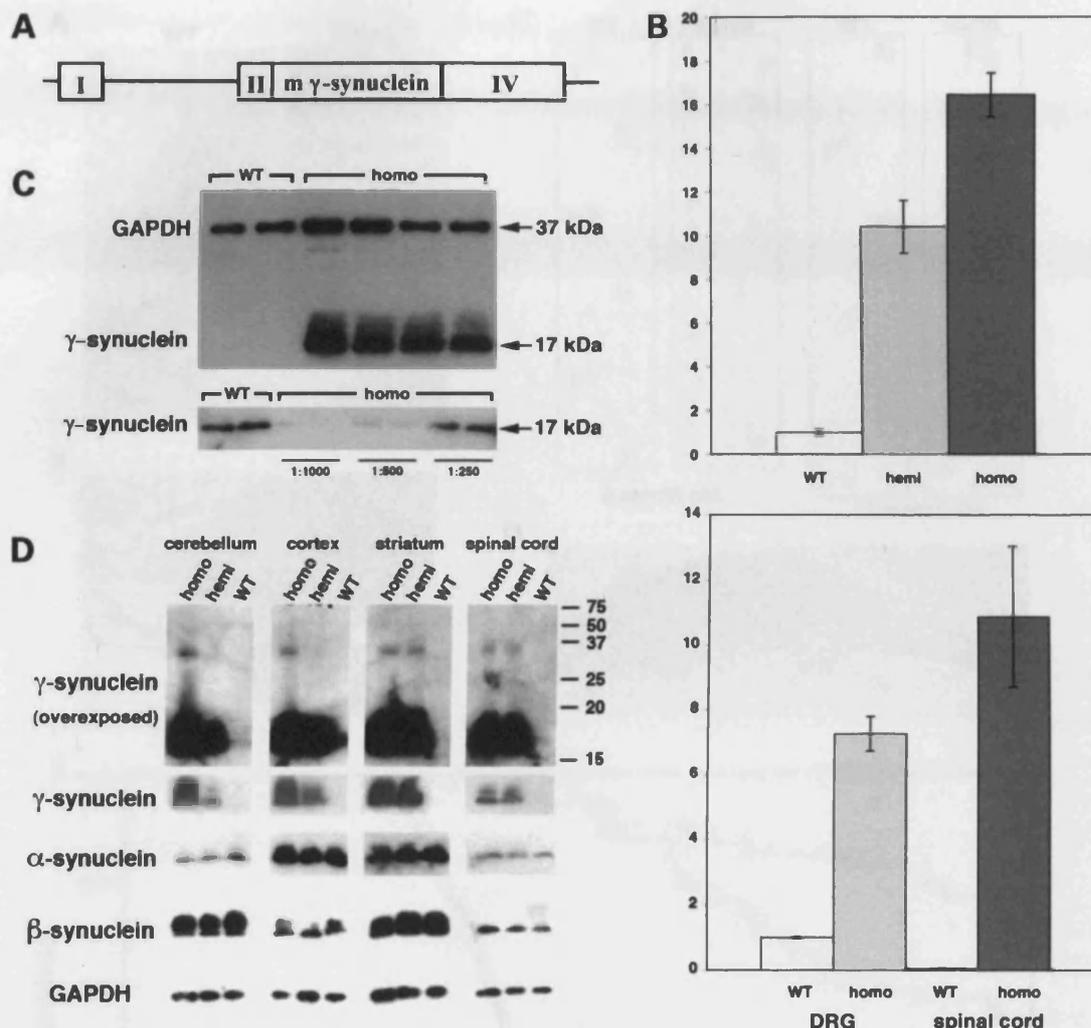 A
I
II
m γ-synuclein
IV
B
20
18
16
14
12
10
8
6
4
2
0
WT
hemi
homo
C
WT
homo
GAPDH
37 kDa
γ-synuclein
17 kDa
WT
homo
γ-synuclein
17 kDa
1:1000
1:500
1:250
D
cerebellum
cortex
striatum
spinal cord
homo
hemi
WT
homo
hemi
WT
homo
hemi
WT
homo
hemi
WT
75
50
37
25
20
15
γ-synuclein
(overexposed)
γ-synuclein
α-synuclein
β-synuclein
GAPDH
14
12
10
8
6
4
2
0
WT
homo
WT
homo
DRG
spinal cord